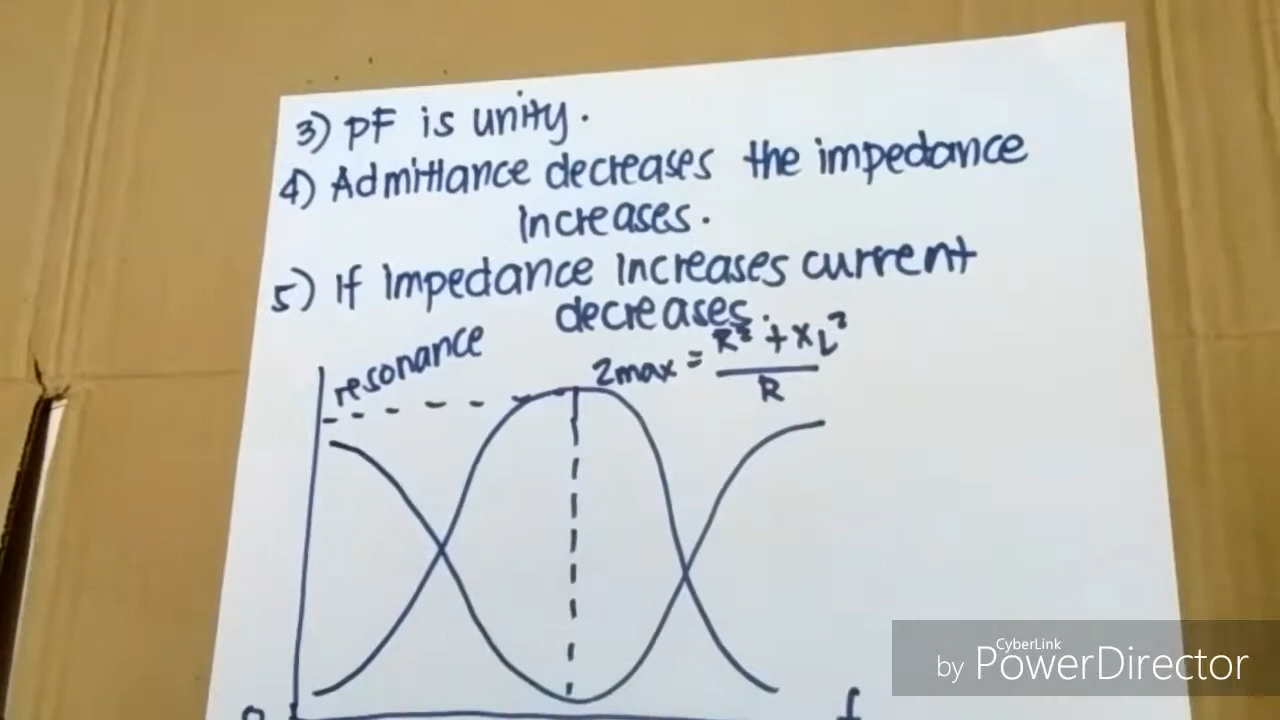 3) PF is unity.
4) Admittance decreases the impedance
increases.
5) If Impedance increases current
decreases.
resonance
Zmax = R² + XL²
R
0
f
CyberLink
by PowerDirector